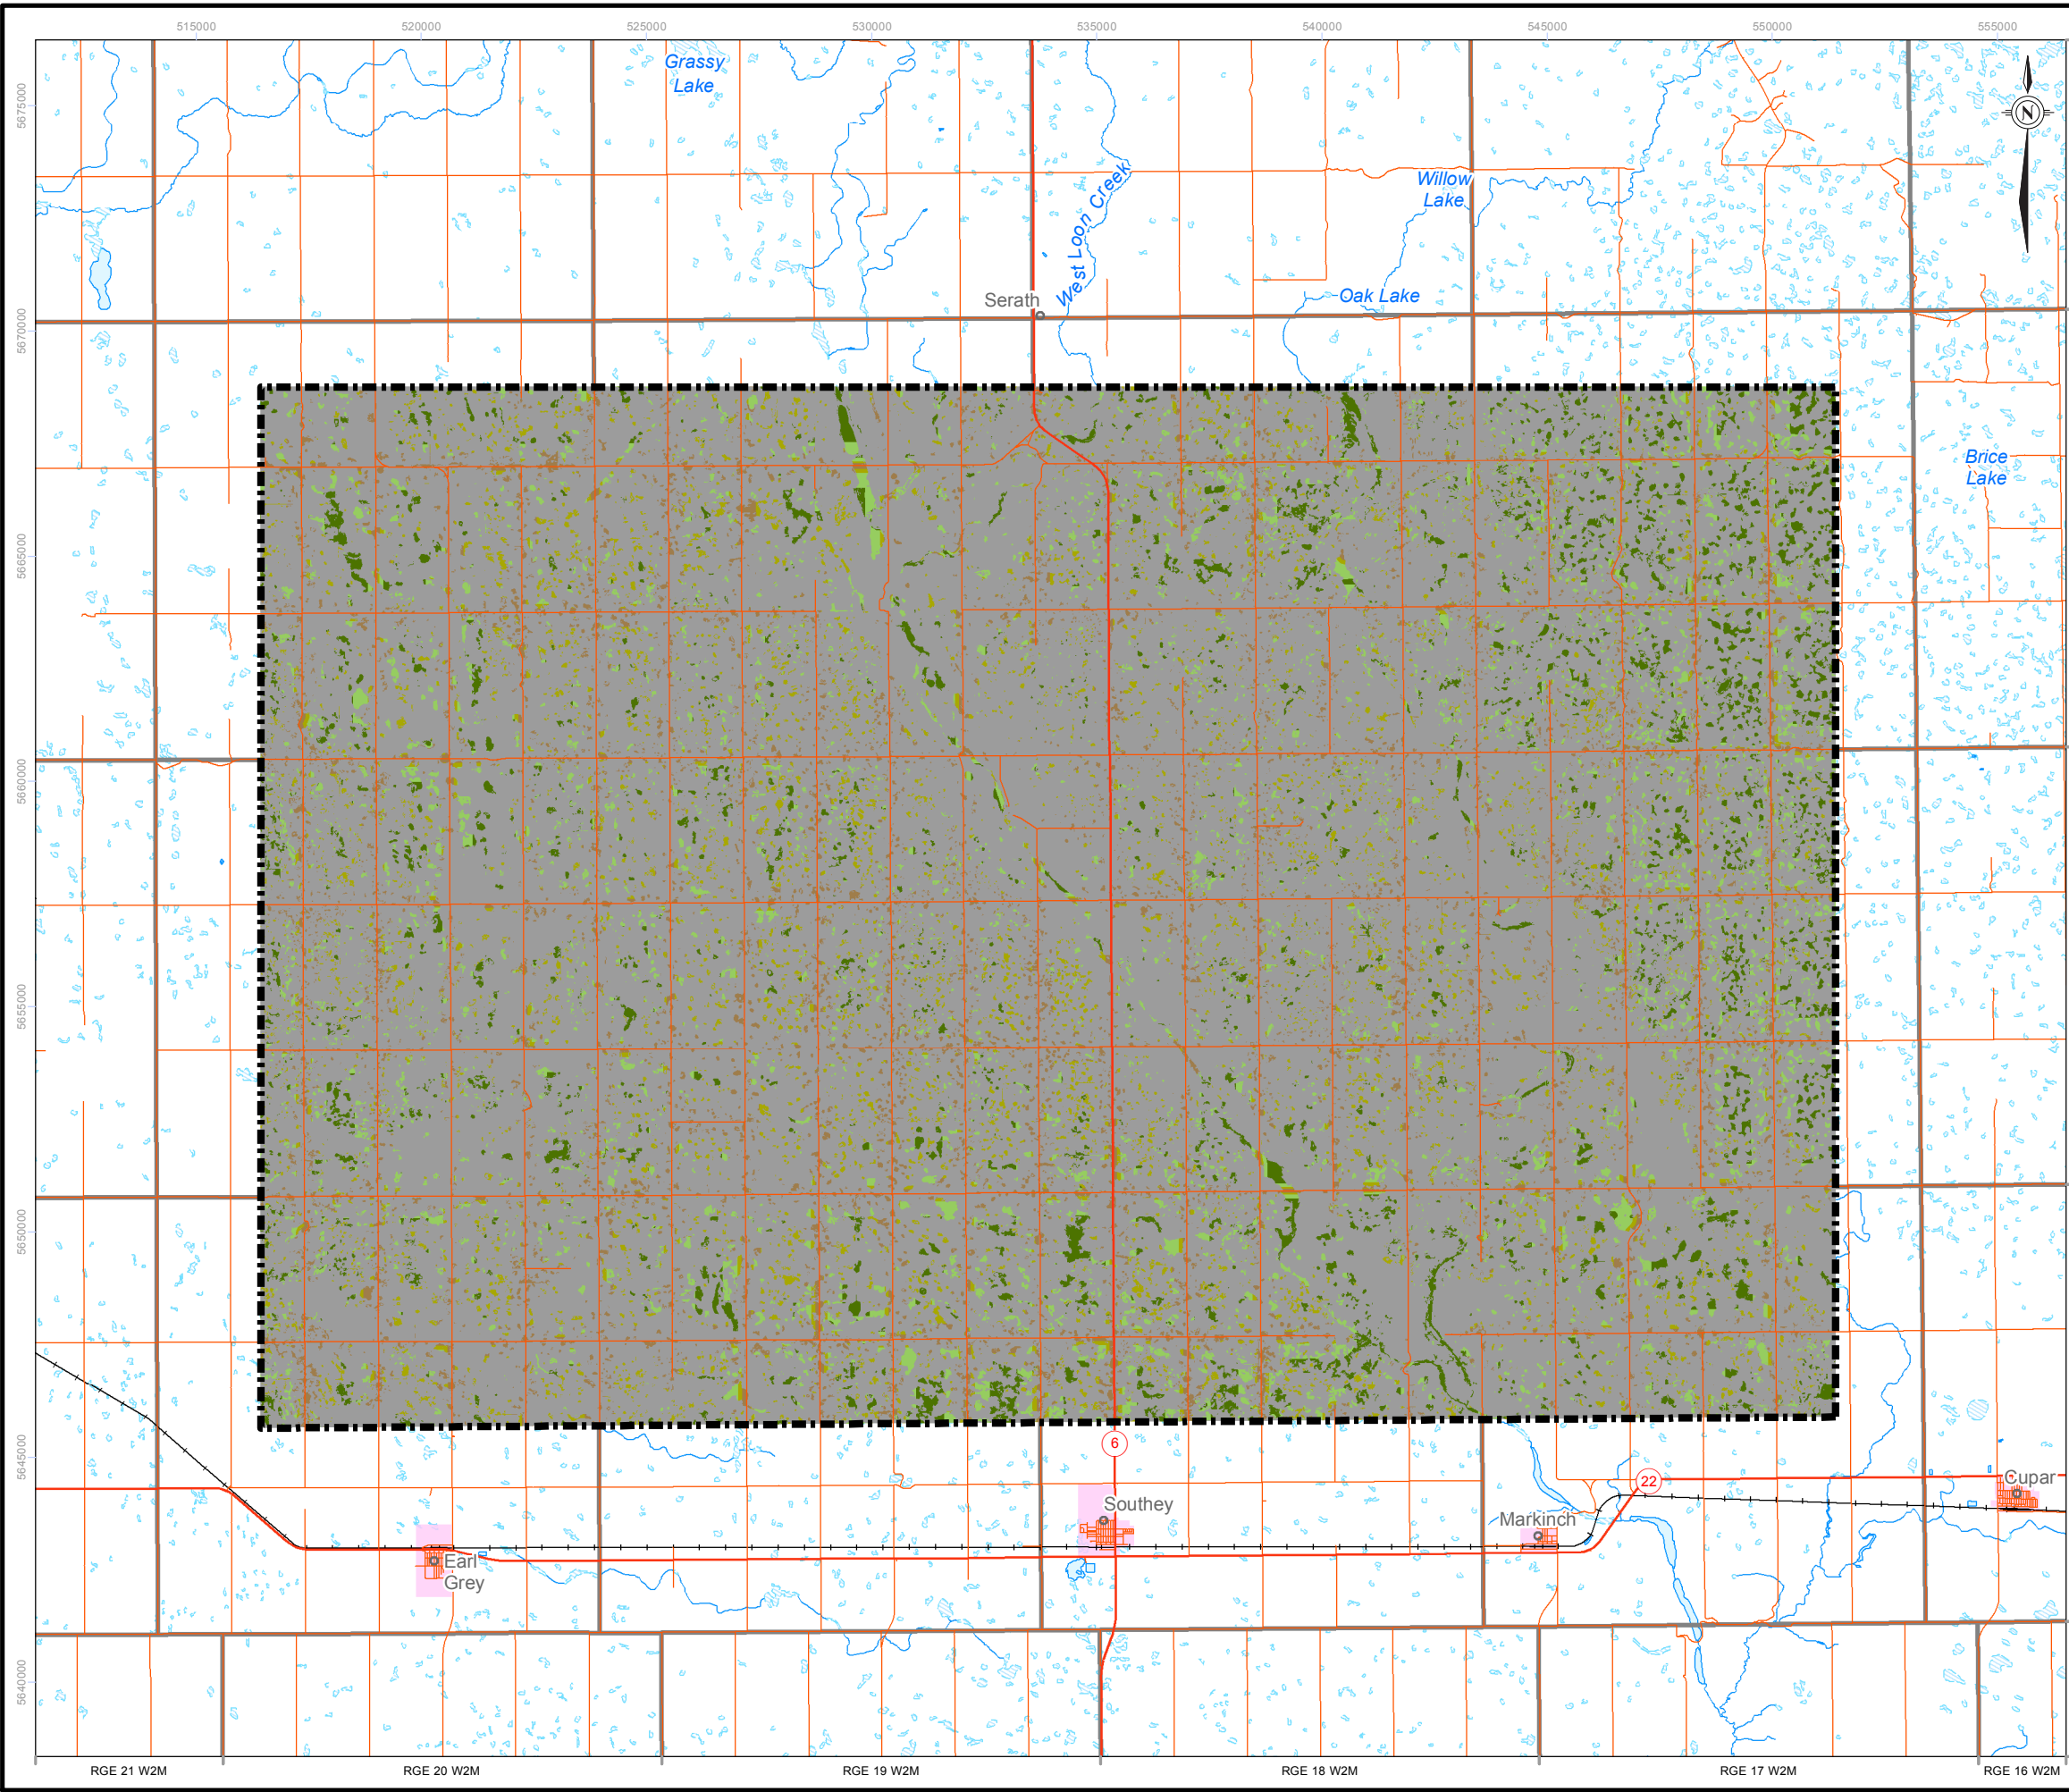 515000 520000 525000 530000 535000 540000 545000 550000 555000
5675000
5670000
5665000
5660000
5655000
5650000
5645000
5640000
Grassy
Lake
N
West Loon Creek
Willow
Lake
Oak Lake
Serath
Brice
Lake
6
22
Cupar
Southey
Markinch
Earl
Grey
RGE 21 W2M RGE 20 W2M RGE 19 W2M RGE 18 W2M RGE 17 W2M RGE 16 W2M